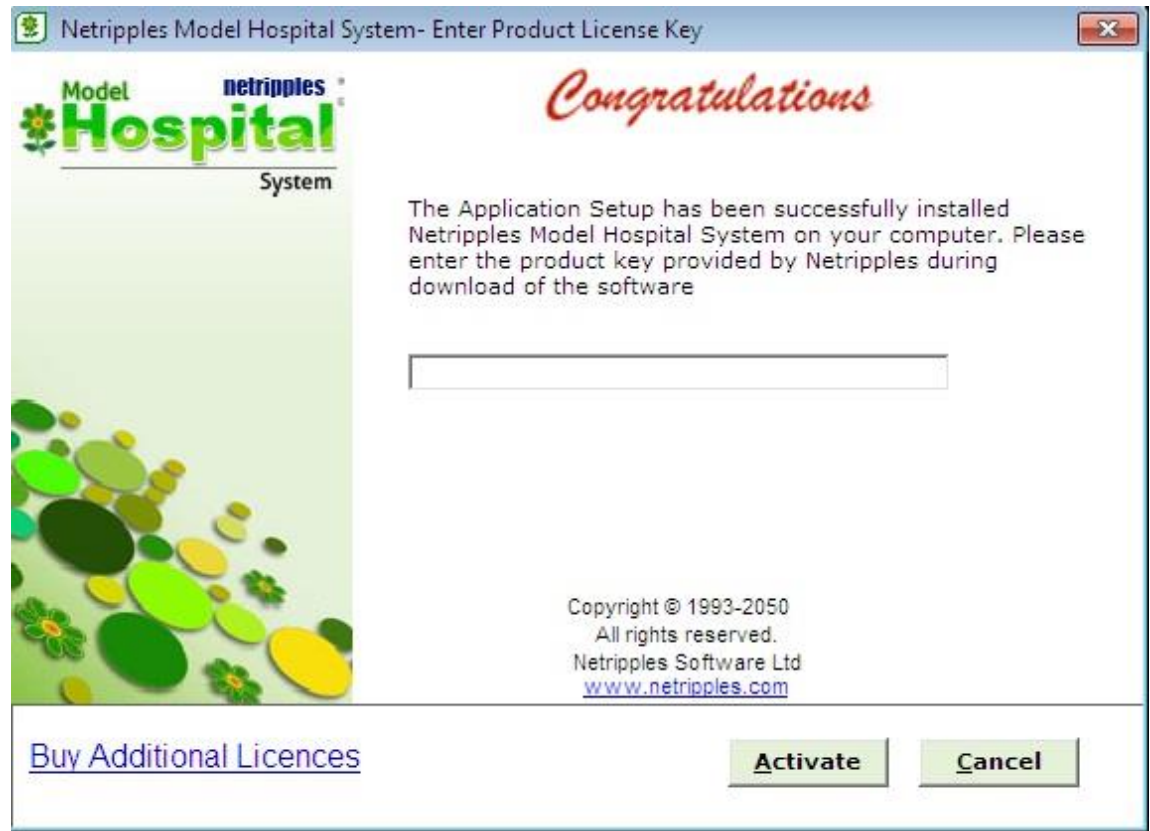 Netripples Model Hospital System- Enter Product License Key
Model netripples
Hospital
System
Congratulations
The Application Setup has been successfully installed
Netripples Model Hospital System on your computer. Please
enter the product key provided by Netripples during
download of the software
Copyright © 1993-2050
All rights reserved.
Netripples Software Ltd
www.netripples.com
Buy Additional Licences
Activate
Cancel